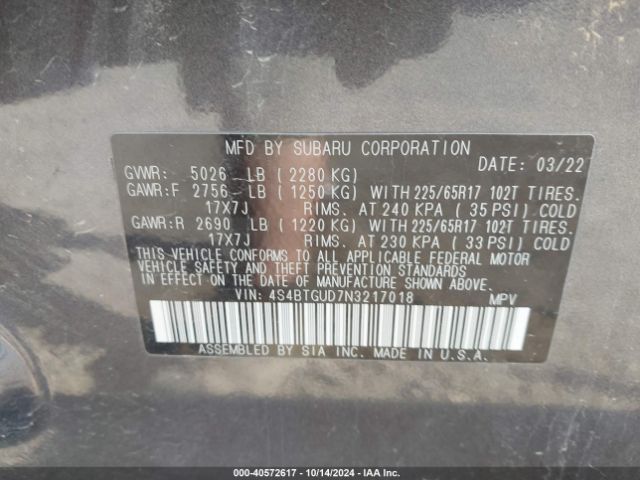 MFD BY SUBARU CORPORATION
GVWR: 5026 LB ( 2280 KG) DATE: 03/22
GAWR:F 2756 LB ( 1250 KG) WITH 225/65R17 102T TIRES.
17X7J RIMS. AT 240 KPA ( 35 PSI) COLD
GAWR:R 2690 LB ( 1220 KG) WITH 225/65R17 102T TIRES.
17X7J RIMS. AT 230 KPA ( 33 PSI) COLD
THIS VEHICLE CONFORMS TO ALL APPLICABLE FEDERAL MOTOR
VEHICLE SAFETY AND THEFT PREVENTION STANDARDS
IN EFFECT ON THE DATE OF MANUFACTURE SHOWN ABOVE.
VIN: 4S4BTGUD7N3217018 MPV
ASSEMBLED BY SIA INC. MADE IN U.S.A.
000-40572617 - 10/14/2024 - IAA Inc.